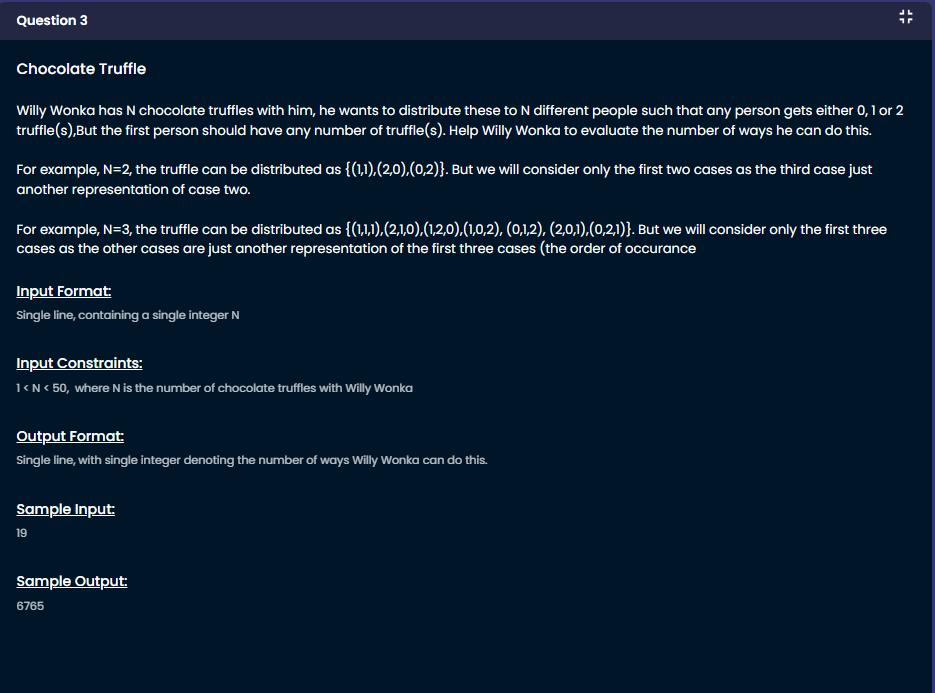 Question 3
Chocolate Truffle
Willy Wonka has N chocolate truffles with him, he wants to distribute these to N different people such that any person gets either 0, 1 or 2
truffle(s),But the first person should have any number of truffle(s). Help Willy Wonka to evaluate the number of ways he can do this.
For example, N=2, the truffle can be distributed as {(1,1),(2,0),(0,2)}. But we will consider only the first two cases as the third case just
another representation of case two.
For example, N=3, the truffle can be distributed as {(1,1,1),(2,1,0),(1,2,0),(1,0,2), (0,1,2), (2,0,1),(0,2,1)}. But we will consider only the first three
cases as the other cases are just another representation of the first three cases (the order of occurance
Input Format:
Single line, containing a single integer N
Input Constraints:
1 < N < 50, where N is the number of chocolate truffles with Willy Wonka
Output Format:
Single line, with single integer denoting the number of ways Willy Wonka can do this.
Sample Input:
19
Sample Output:
6765